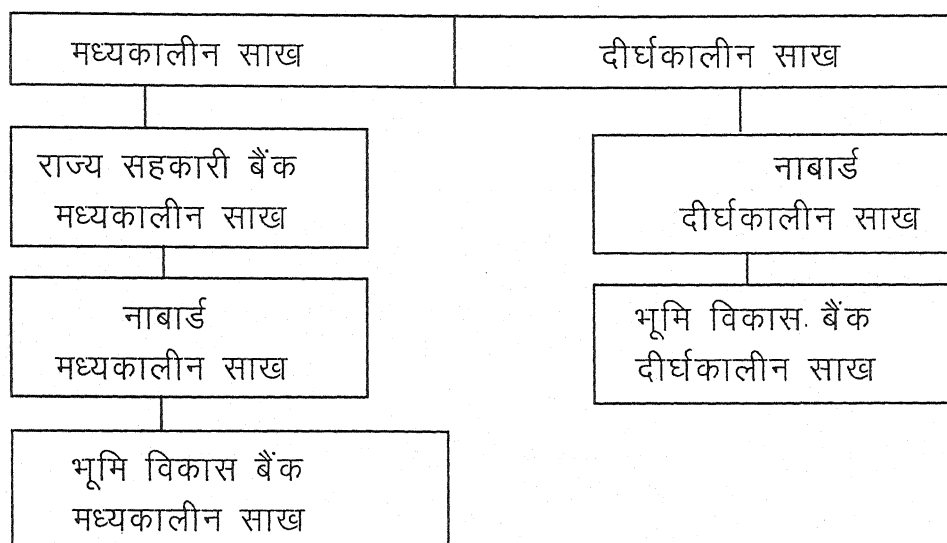 मध्यकालीन साख
दीर्घकालीन साख
राज्य सहकारी बैंक
मध्यकालीन साख
नाबार्ड
दीर्घकालीन साख
नाबार्ड
मध्यकालीन साख
भूमि विकास. बैंक
दीर्घकालीन साख
भूमि विकास बैंक
मध्यकालीन साख